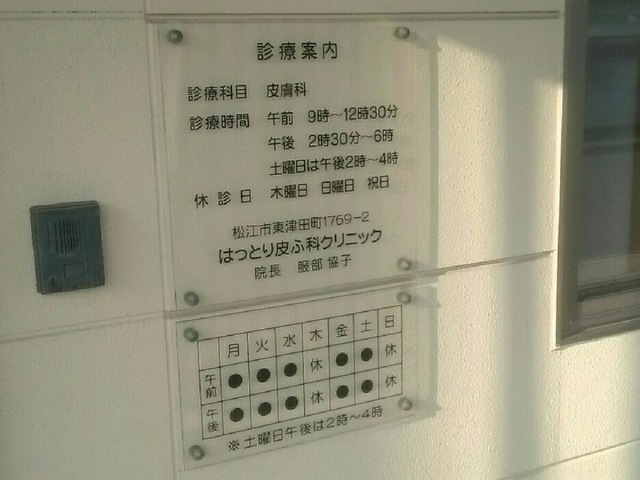 診療案内
診療科目 皮膚科
診療時間 午前 9時～12時30分
午後 2時30分～6時
土曜日は午後2時～4時
休診日 木曜日 日曜日 祝日
松江市東津田町1769-2
はっとり皮ふ科クリニック
院長 服部 協子
月 火 水 木 金 土 日
午前 ● ● ● 休 ● ● 休
午後 ● ● ● 休 ● ● 休
※土曜日午後は2時～4時